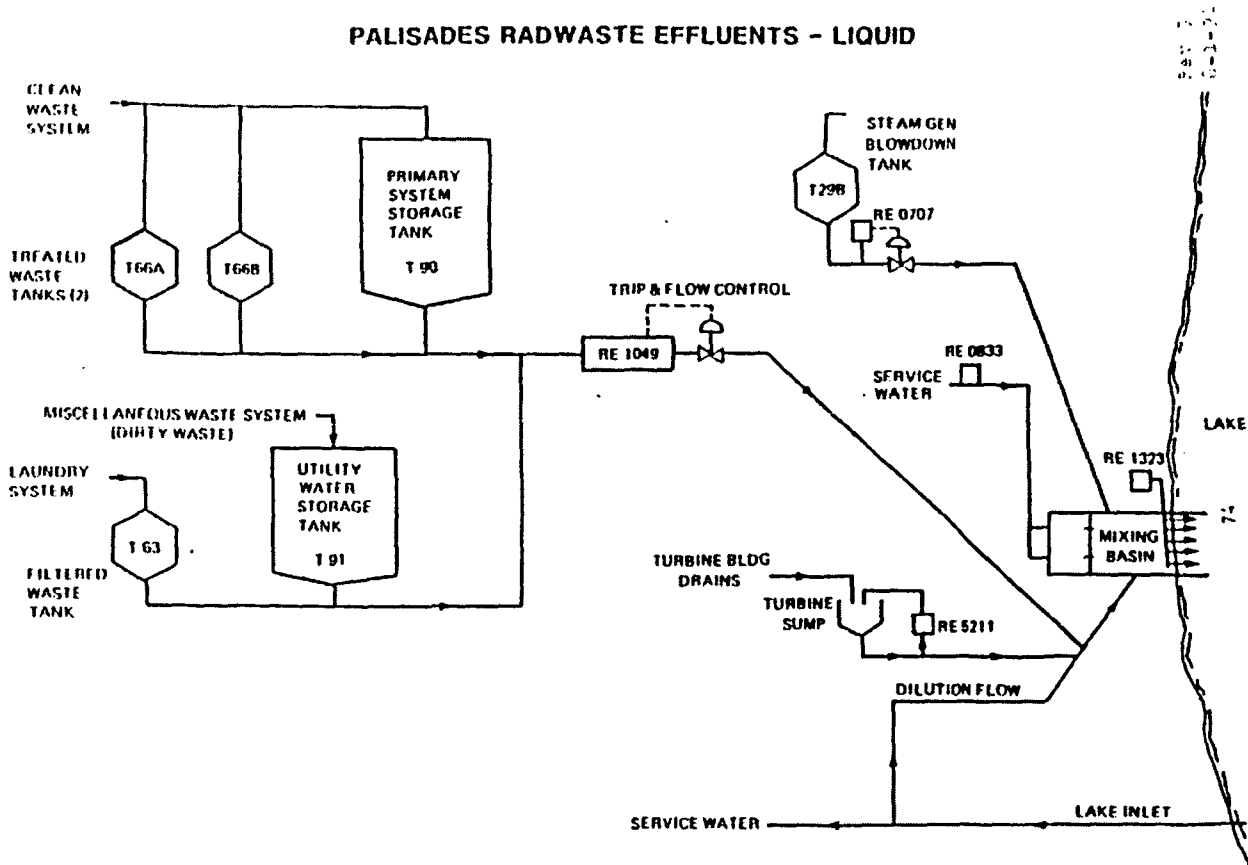 PALISADES RADWASTE EFFLUENTS - LIQUID
CLEAN
WASTE
SYSTEM
PRIMARY
SYSTEM
STORAGE
TANK
T 90
T66A
T66B
TREATED
WASTE
TANKS (2)
STEAM GEN
BLOWDOWN
TANK
T29B
RE 0707
TRIP & FLOW CONTROL
RE 1049
RE 0833
SERVICE
WATER
LAKE
RE 1323
MIXING
BASIN
MISCELLANEOUS WASTE SYSTEM
(DIRTY WASTE)
LAUNDRY
SYSTEM
UTILITY
WATER
STORAGE
TANK
T 91
T 63
FILTERED
WASTE
TANK
TURBINE BLDG
DRAINS
TURBINE
SUMP
RE 5211
DILUTION FLOW
LAKE INLET
SERVICE WATER